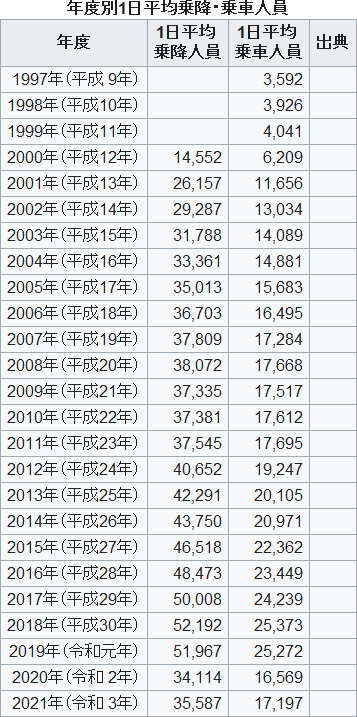 年度別1日平均乗降・乗車人員
年度 1日平均乗降人員 1日平均乗車人員 出典
1997年(平成 9年) 3,592
1998年(平成10年) 3,926
1999年(平成11年) 4,041
2000年(平成12年) 14,552 6,209
2001年(平成13年) 26,157 11,656
2002年(平成14年) 29,287 13,034
2003年(平成15年) 31,788 14,089
2004年(平成16年) 33,361 14,881
2005年(平成17年) 35,013 15,683
2006年(平成18年) 36,703 16,495
2007年(平成19年) 37,809 17,284
2008年(平成20年) 38,072 17,668
2009年(平成21年) 37,335 17,517
2010年(平成22年) 37,381 17,612
2011年(平成23年) 37,545 17,695
2012年(平成24年) 40,652 19,247
2013年(平成25年) 42,291 20,105
2014年(平成26年) 43,750 20,971
2015年(平成27年) 46,518 22,362
2016年(平成28年) 48,473 23,449
2017年(平成29年) 50,008 24,239
2018年(平成30年) 52,192 25,373
2019年(令和元年) 51,967 25,272
2020年(令和 2年) 34,114 16,569
2021年(令和 3年) 35,587 17,197